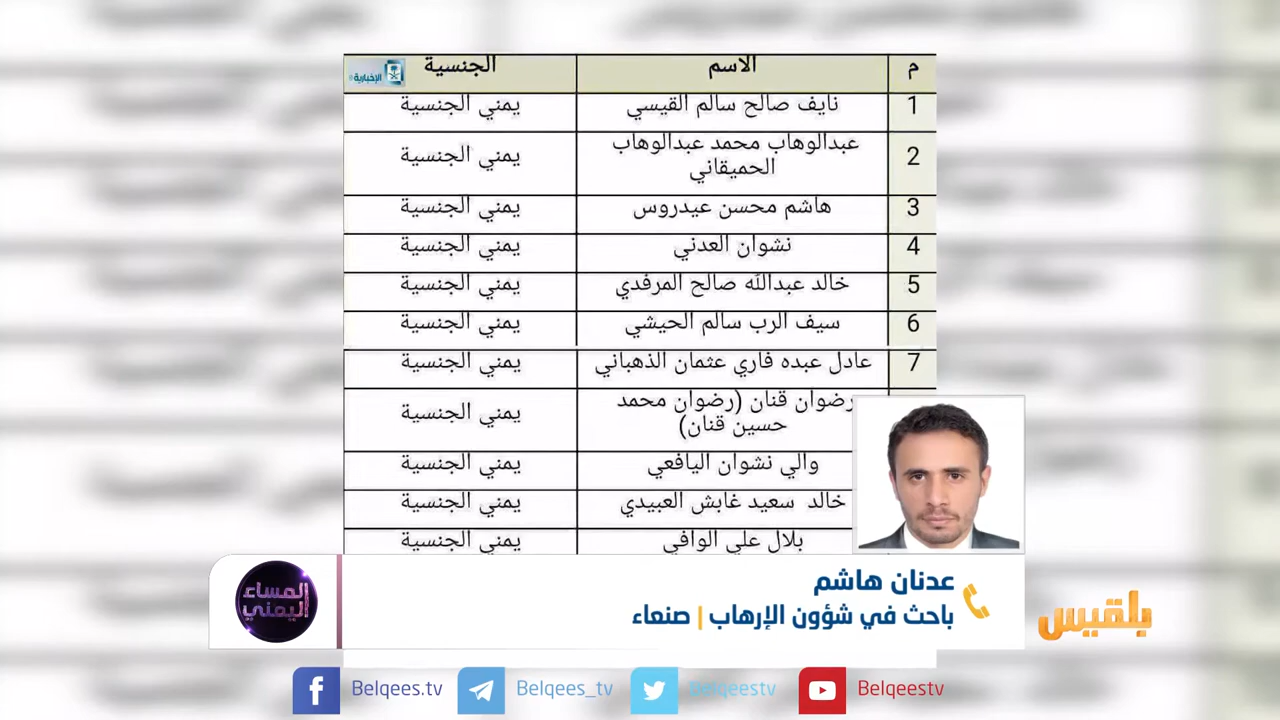 م الاسم الجنسية
الإخبارية
1 نايف صالح سالم القيسي يمني الجنسية
2 عبدالوهاب محمد عبدالوهاب الحميقاني يمني الجنسية
3 هاشم محسن عيدروس يمني الجنسية
4 نشوان العدني يمني الجنسية
5 خالد عبدالله صالح المرفدي يمني الجنسية
6 سيف الرب سالم الحيشي يمني الجنسية
7 عادل عبده فاري عثمان الذهباني يمني الجنسية
رضوان قنان (رضوان محمد حسين قنان) يمني الجنسية
والي نشوان اليافعي يمني الجنسية
خالد سعيد غابش العبيدي يمني الجنسية
بلال علي الوافي يمني الجنسية
عدنان هاشم
باحث في شؤون الإرهاب | صنعاء
المساء
اليمني
بلقيس
Belqees.tv Belqees_tv Belqeestv Belqeestv